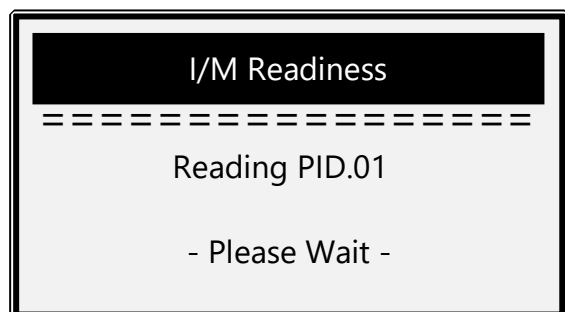 I/M Readiness
=================
Reading PID.01
- Please Wait -